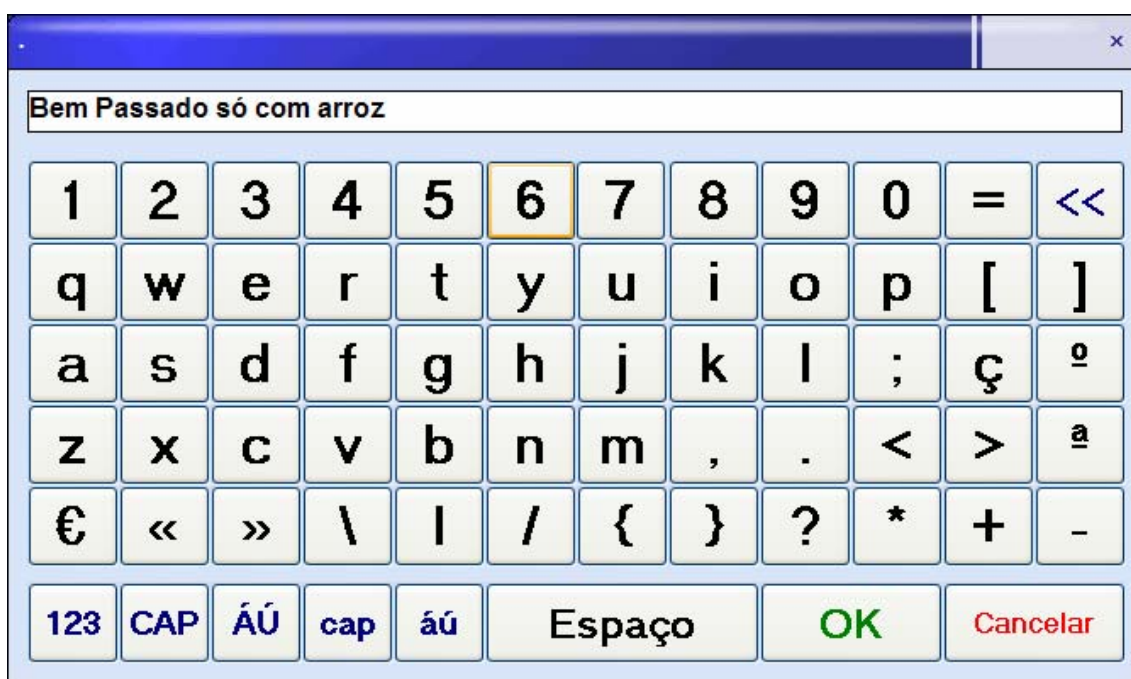 .
×
Bem Passado só com arroz
1 2 3 4 5 6 7 8 9 0 = <<
q w e r t y u i o p [ ]
a s d f g h j k l ; ç º
z x c v b n m , . < > ª
€ « » \ | / { } ? * + -
123 CAP ÁÚ cap áú Espaço OK Cancelar